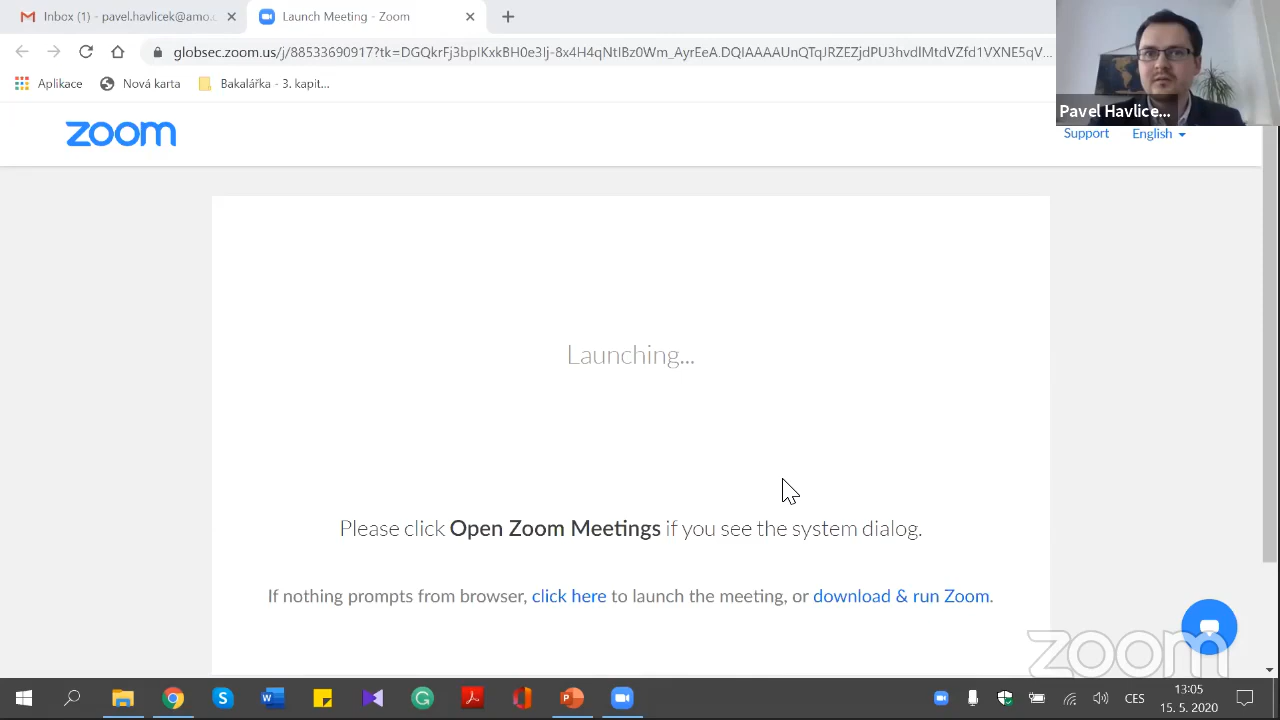 Inbox (1) - pavel.havlicek@amo.c
Launch Meeting - Zoom
globsec.zoom.us/j/88533690917?tk=DGQkrFj3bpIKxkBH0e3Ij-8x4H4qNtIBz0Wm_AyrEeA.DQIAAAAUnQTqJRZEZjdPU3hvdlMtdVZfd1VXNE5qV...
Aplikace
Nová karta
Bakalářka - 3. kapit...
Pavel Havlice...
zoom
Support
English
Launching...
Please click Open Zoom Meetings if you see the system dialog.
If nothing prompts from browser, click here to launch the meeting, or download & run Zoom.
zoom
CES
13:05
15. 5. 2020